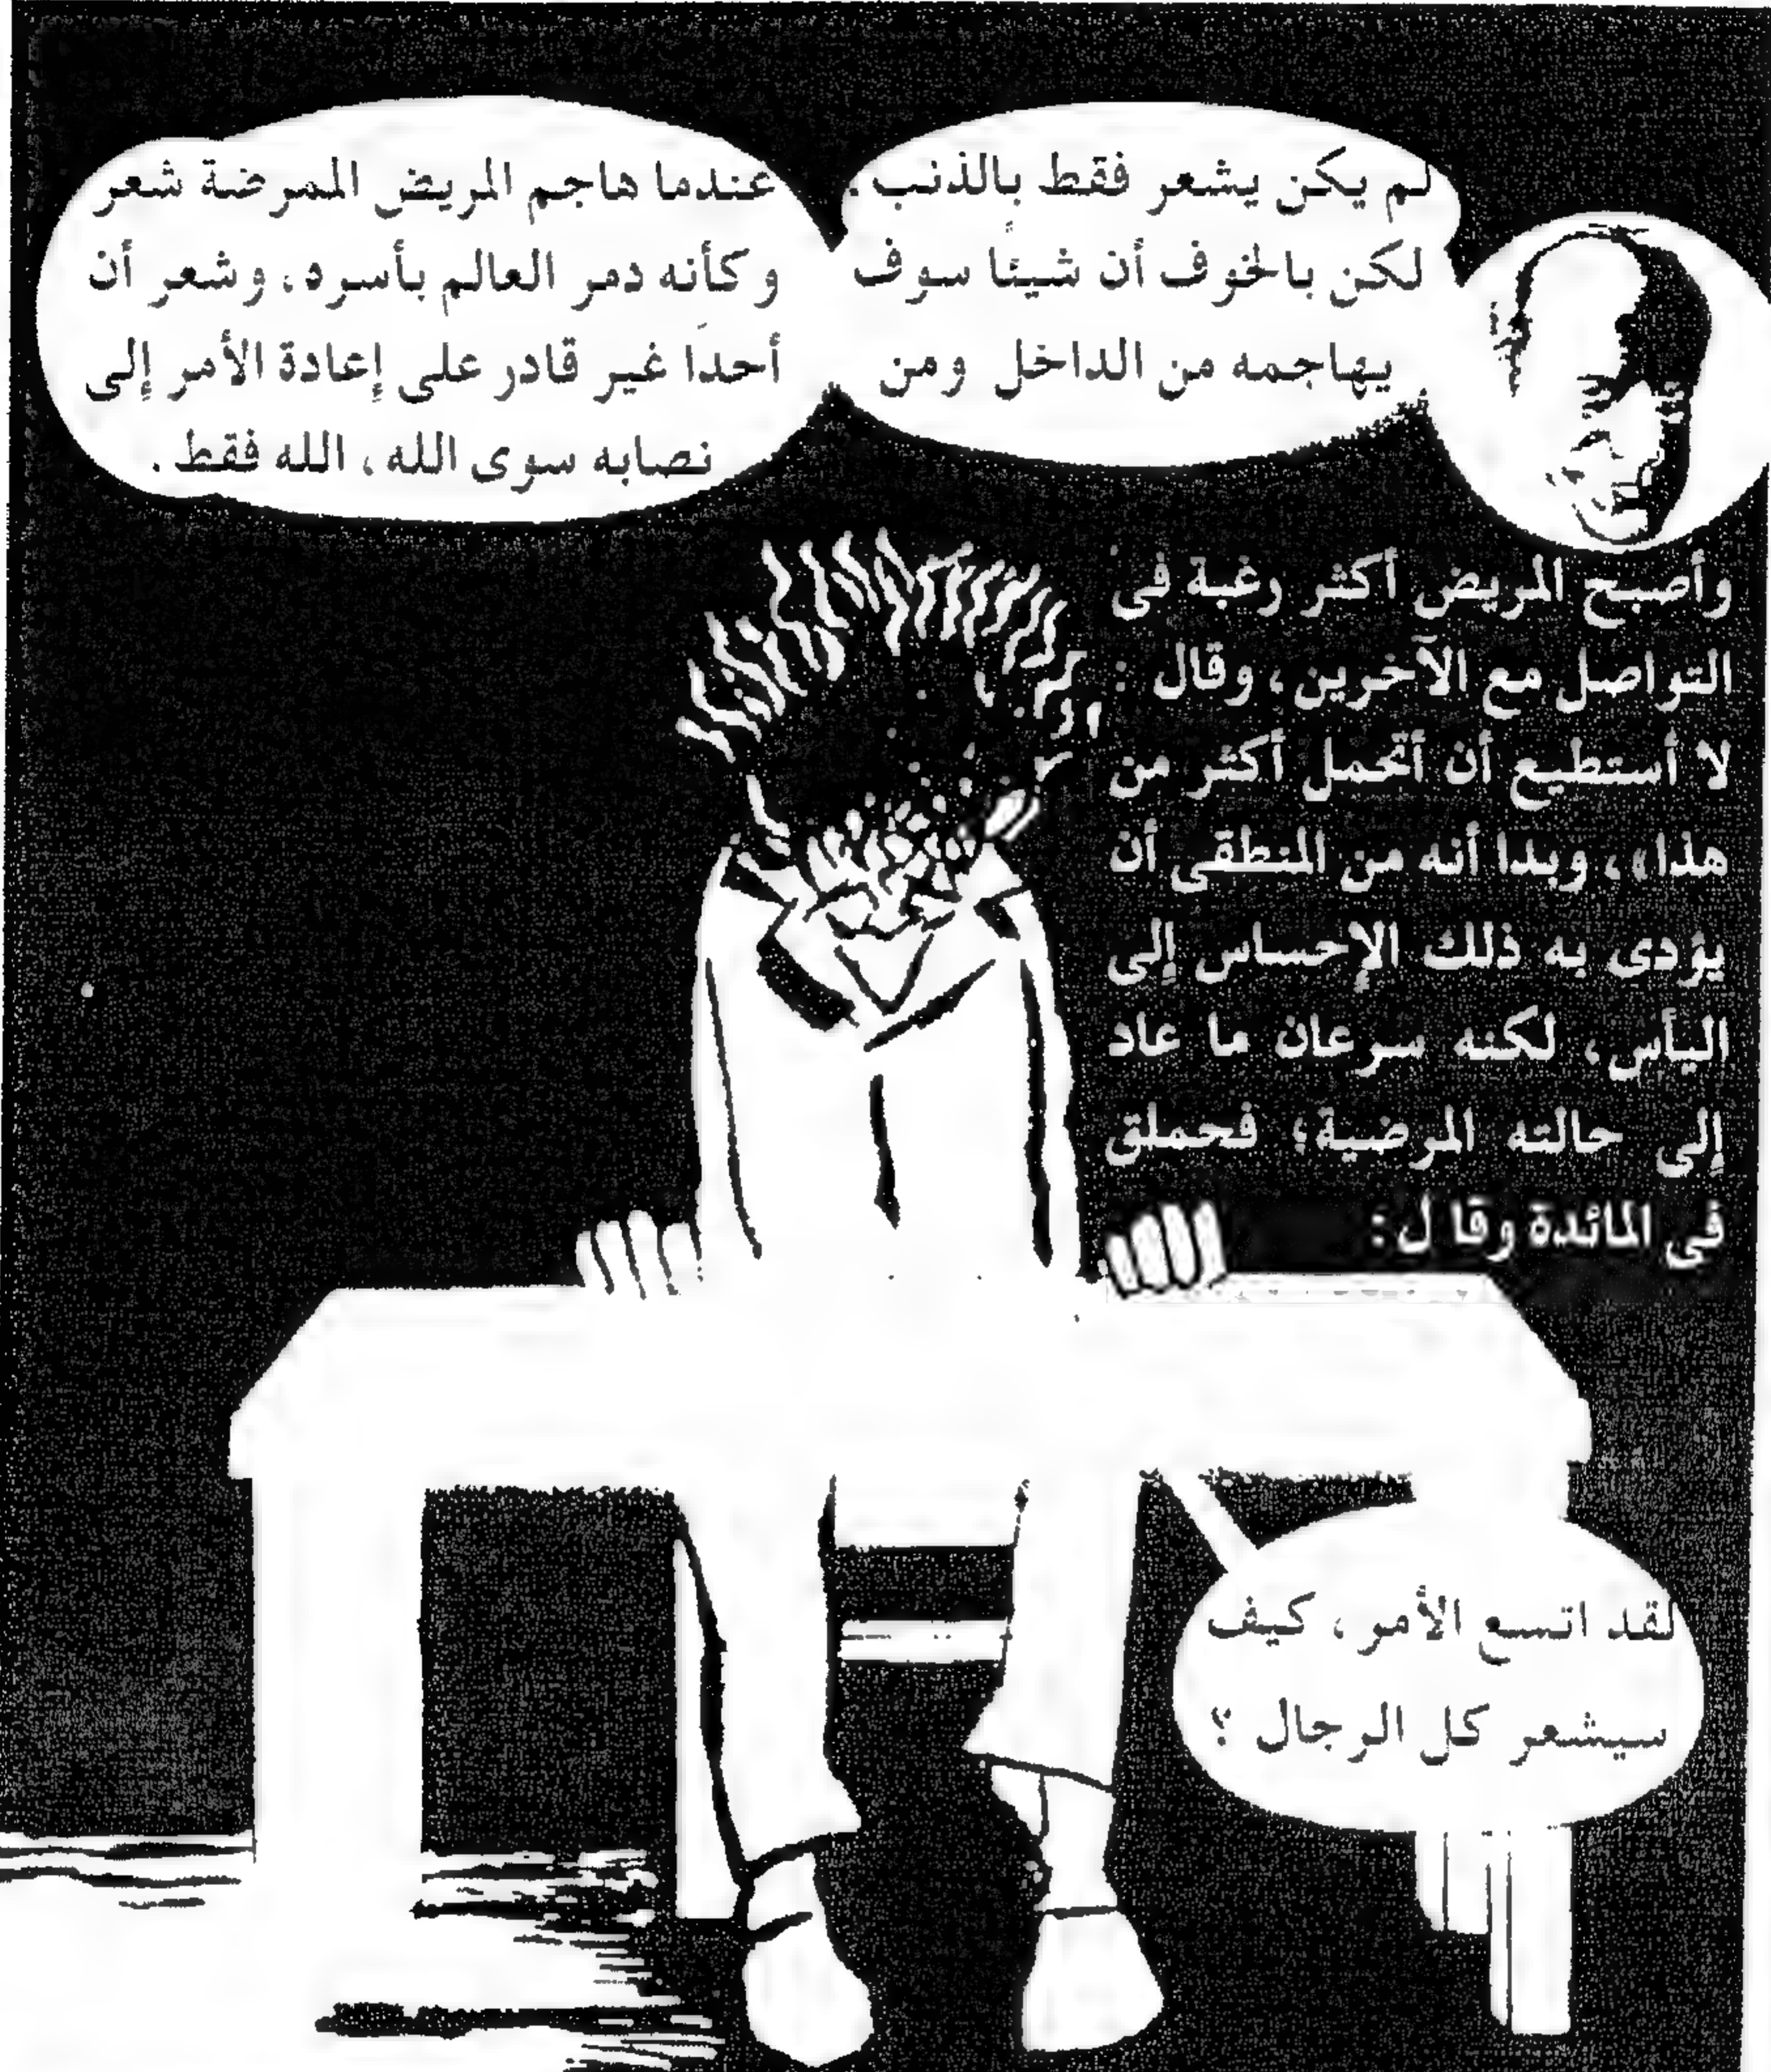 لم يكن يشعر فقط بالذنب.
لكن بالخوف أن شيئًا سوف
يهاجمه من الداخل ومن
عندما هاجم المريض الممرضة شعر
وكأنه دمر العالم بأسره، وشعر أن
أحدًا غير قادر على إعادة الأمر إلى
نصابه سوى الله، الله فقط.
وأصبح المريض أكثر رغبة فى
التواصل مع الآخرين، وقال :
لا أستطيع أن أتحمل أكثر من
هذا»، وبدا أنه من المنطقى أن
يؤدى به ذلك الإحساس إلى
اليأس، لكنه سرعان ما عاد
إلى حالته المرضية؛ فحملق
فى المائدة وقا ل:
لقد اتسع الأمر، كيف
سيشعر كل الرجال ؟